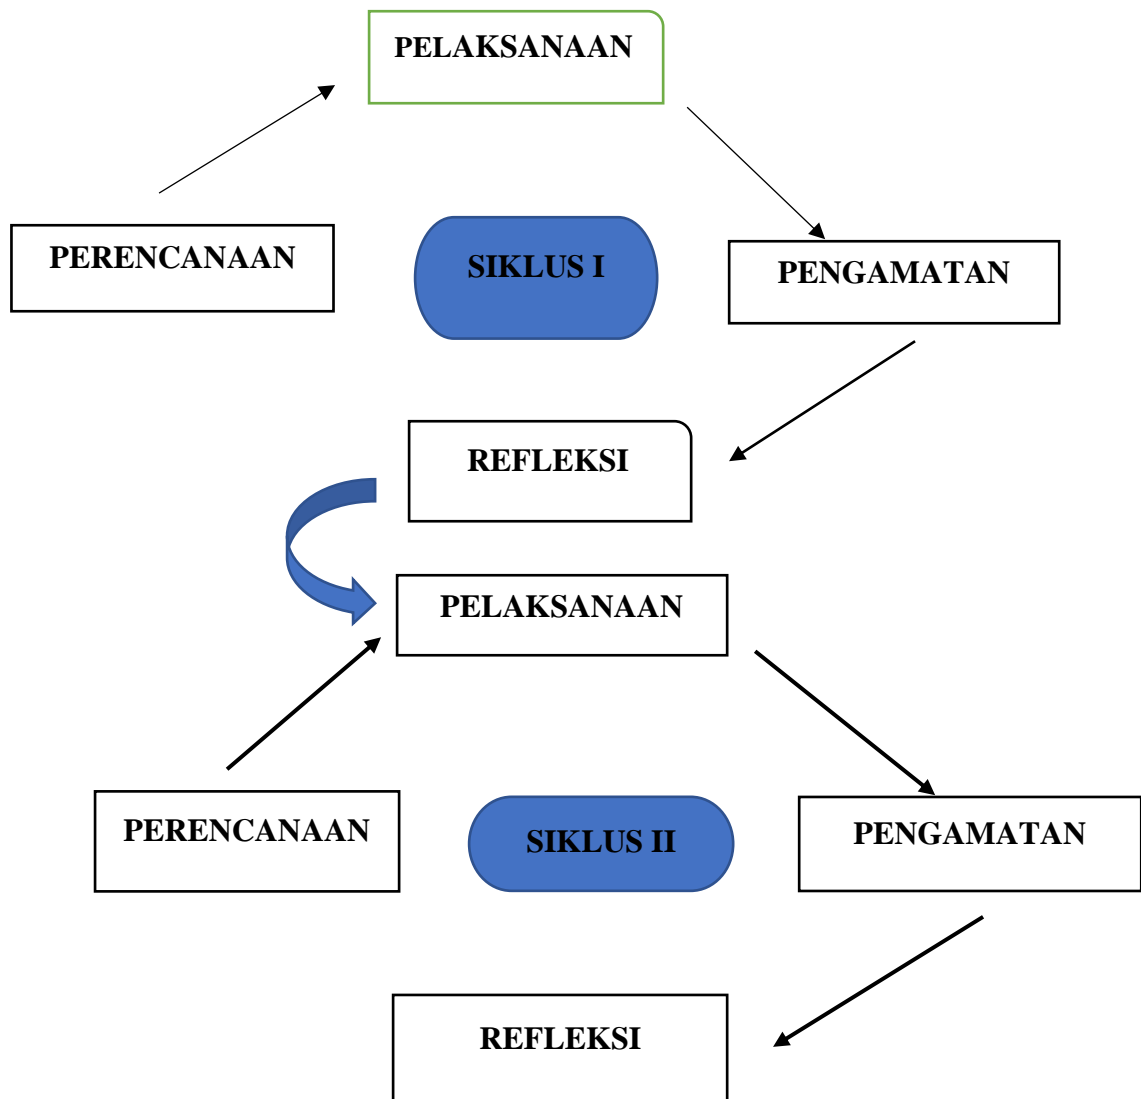 PELAKSANAAN
PERENCANAAN
SIKLUS I
PENGAMATAN
REFLEKSI
PELAKSANAAN
PERENCANAAN
SIKLUS II
PENGAMATAN
REFLEKSI